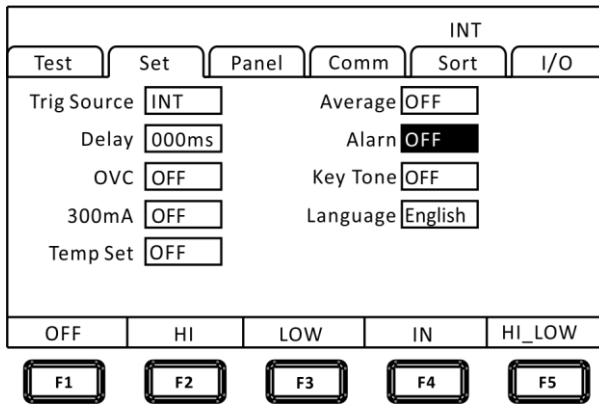 INT
Test Set Panel Comm Sort I/O
Trig Source INT Average OFF
Delay 000ms Alarn OFF
OVC OFF Key Tone OFF
300mA OFF Language English
Temp Set OFF
OFF HI LOW IN HI_LOW
F1 F2 F3 F4 F5